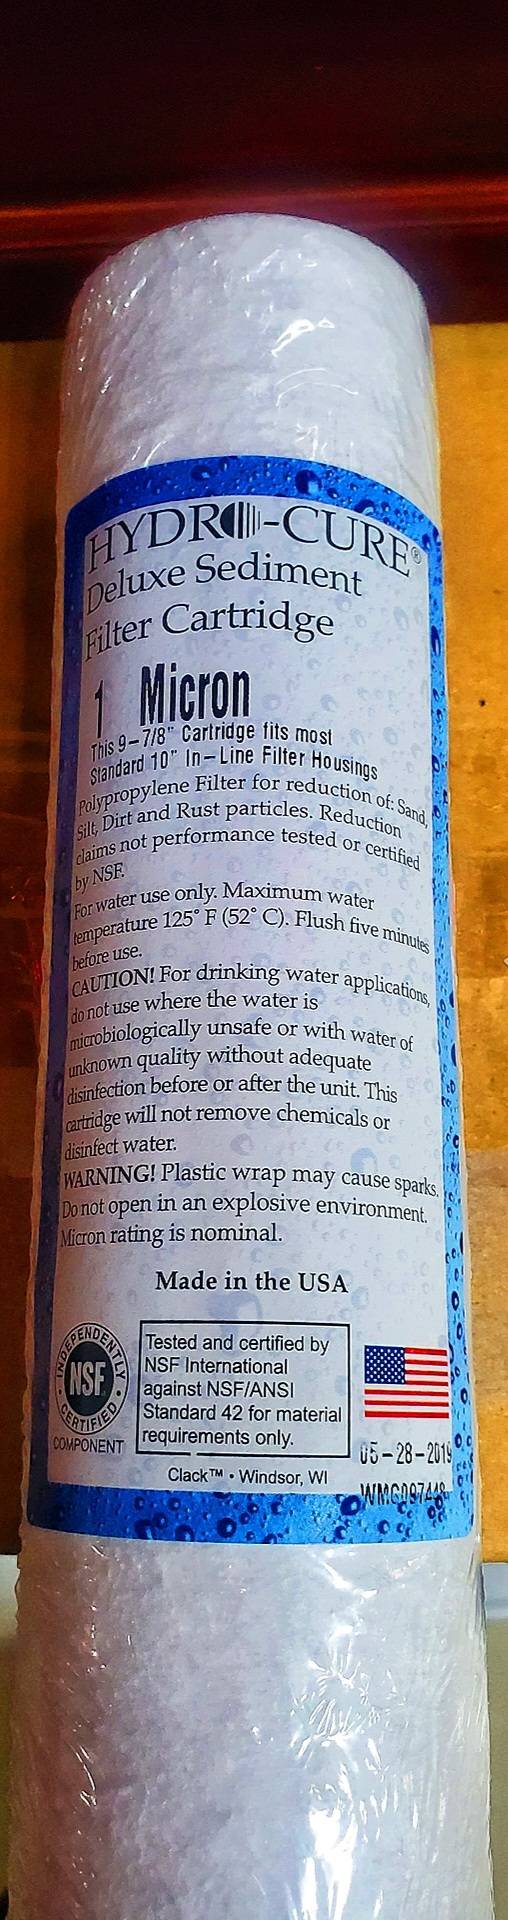 HYDRO-CURE®
Deluxe Sediment
Filter Cartridge
1 Micron
This 9-7/8" Cartridge fits most
Standard 10" In-Line Filter Housings
Polypropylene Filter for reduction of: Sand,
Silt, Dirt and Rust particles. Reduction
claims not performance tested or certified
by NSF.
For water use only. Maximum water
temperature 125° F (52° C). Flush five minutes
before use.
CAUTION! For drinking water applications,
do not use where the water is
microbiologically unsafe or with water of
unknown quality without adequate
disinfection before or after the unit. This
cartridge will not remove chemicals or
disinfect water.
WARNING! Plastic wrap may cause sparks.
Do not open in an explosive environment.
Micron rating is nominal.
Made in the USA
INDEPENDENTLY
NSF
CERTIFIED
COMPONENT
Tested and certified by
NSF International
against NSF/ANSI
Standard 42 for material
requirements only.
Clack™ • Windsor, WI
05-28-2019